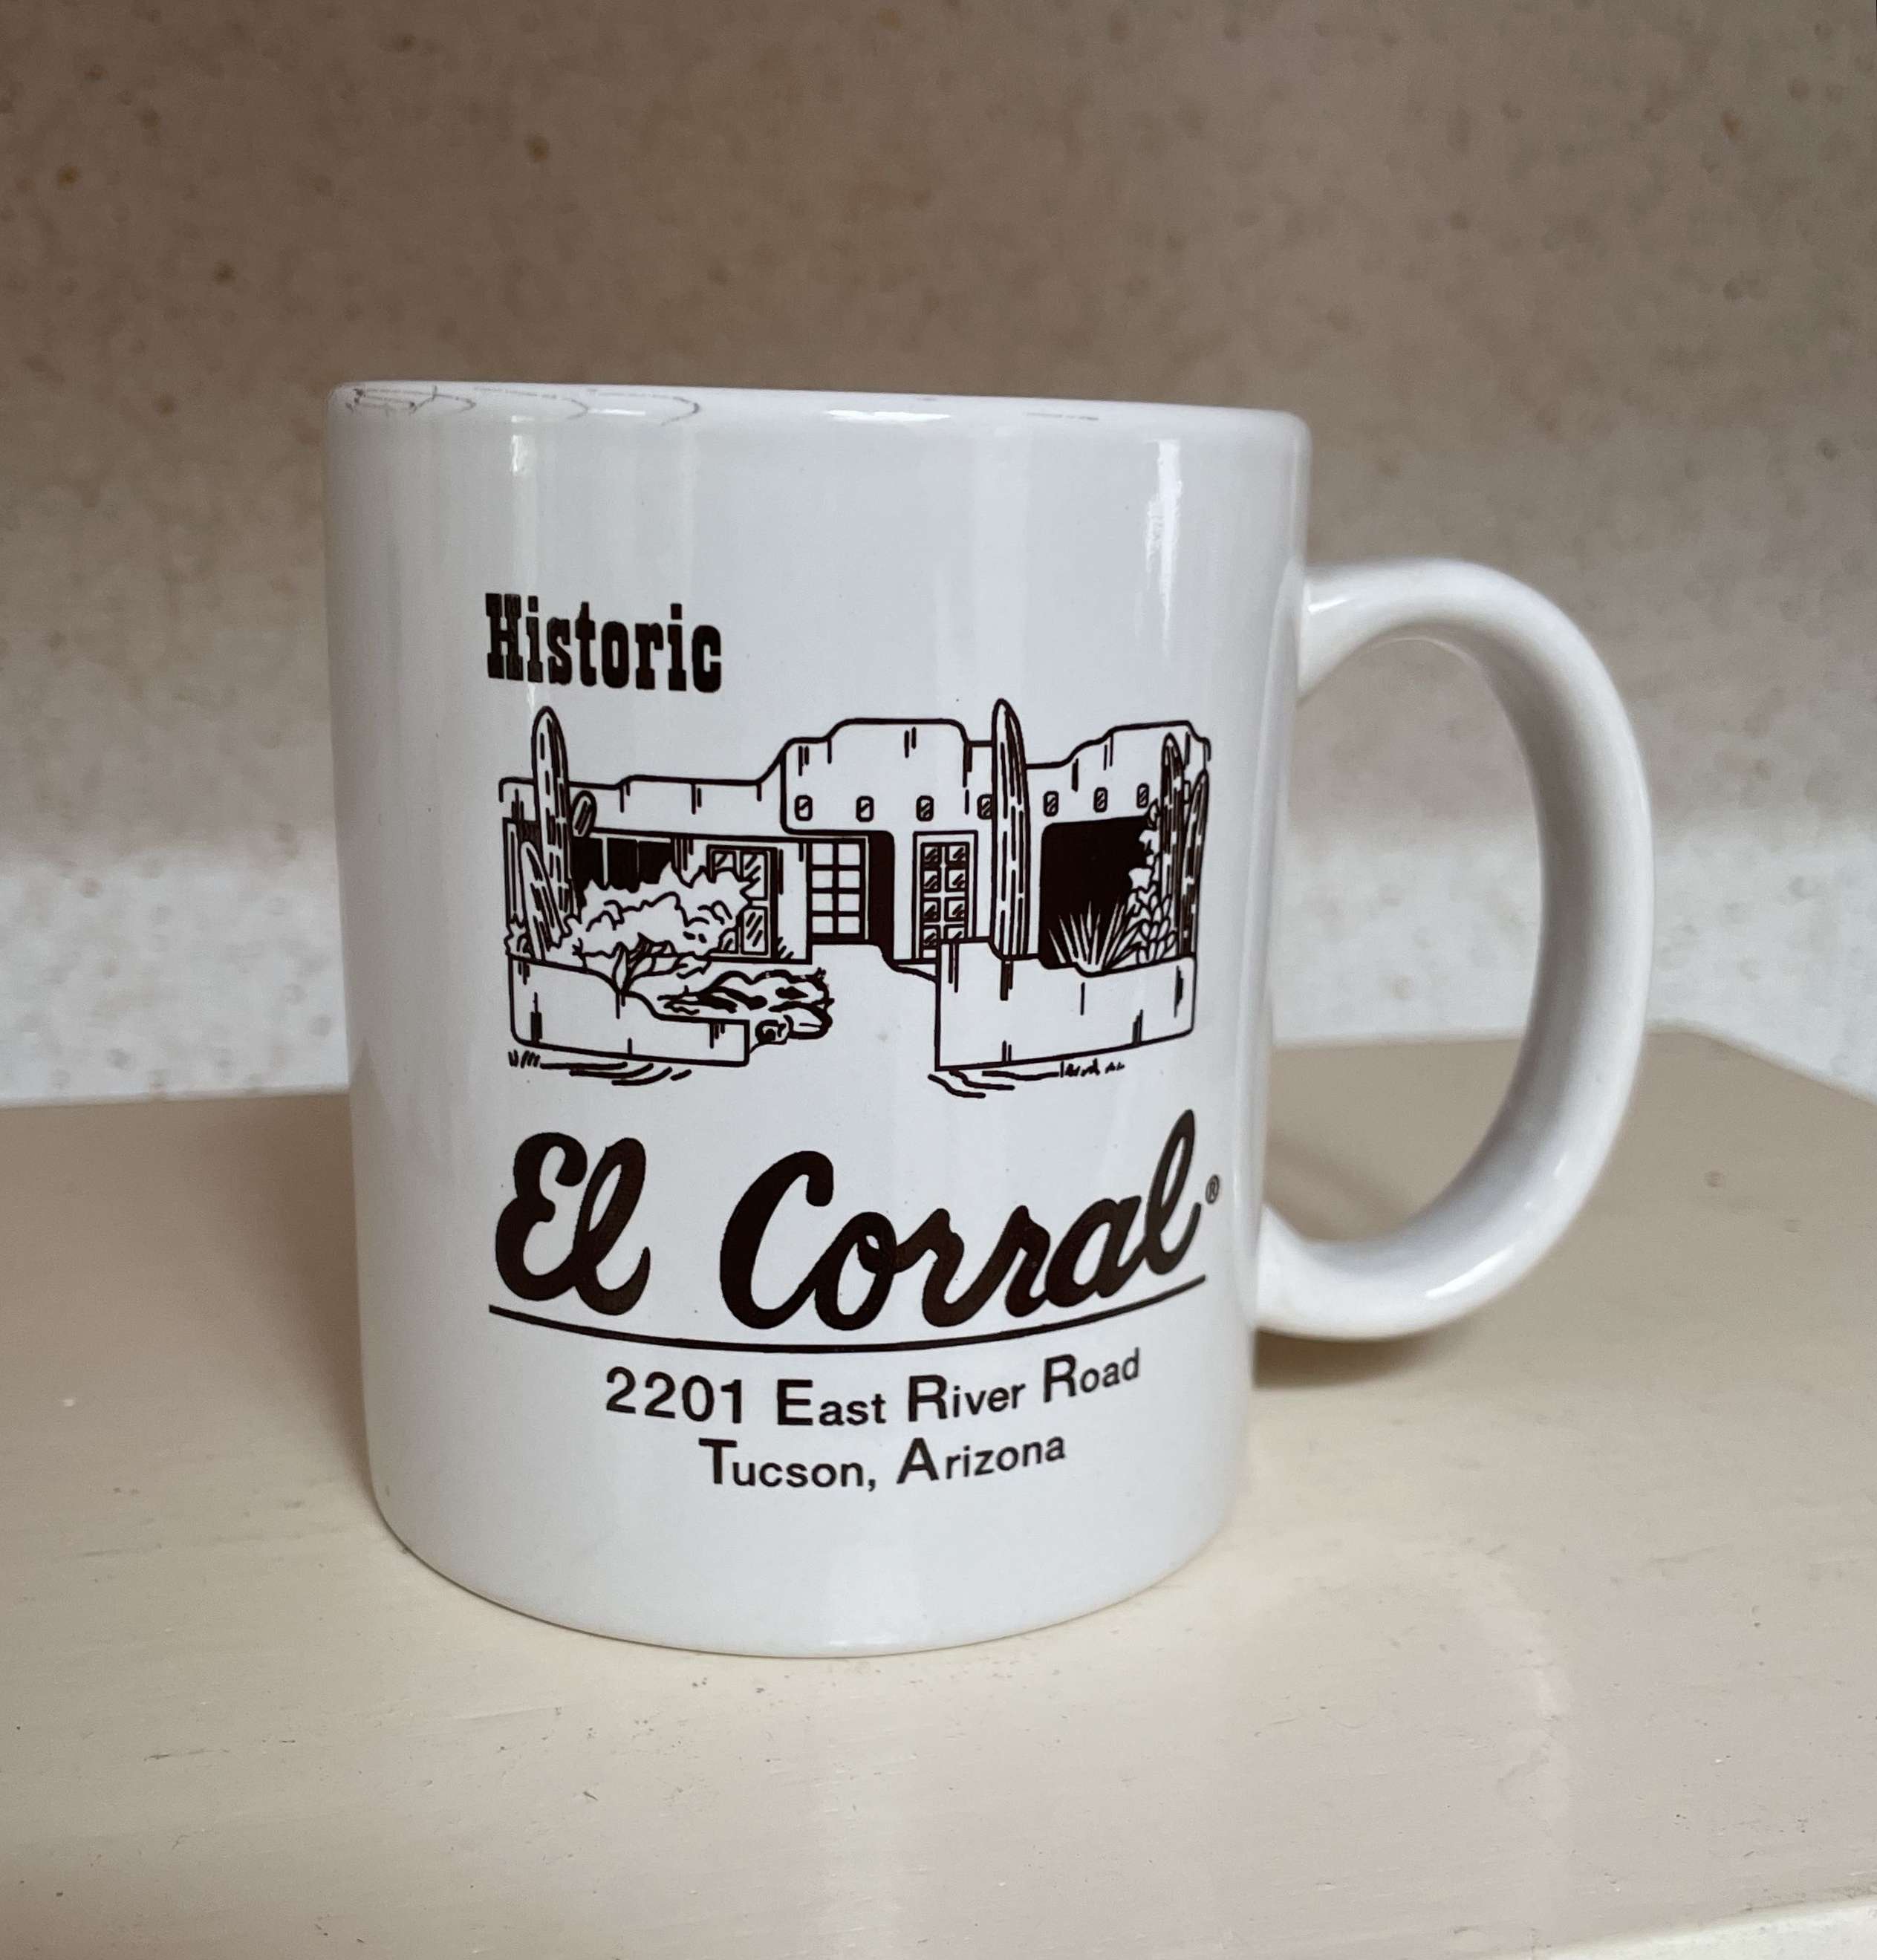 Historic
El Corral®
2201 East River Road
Tucson, Arizona